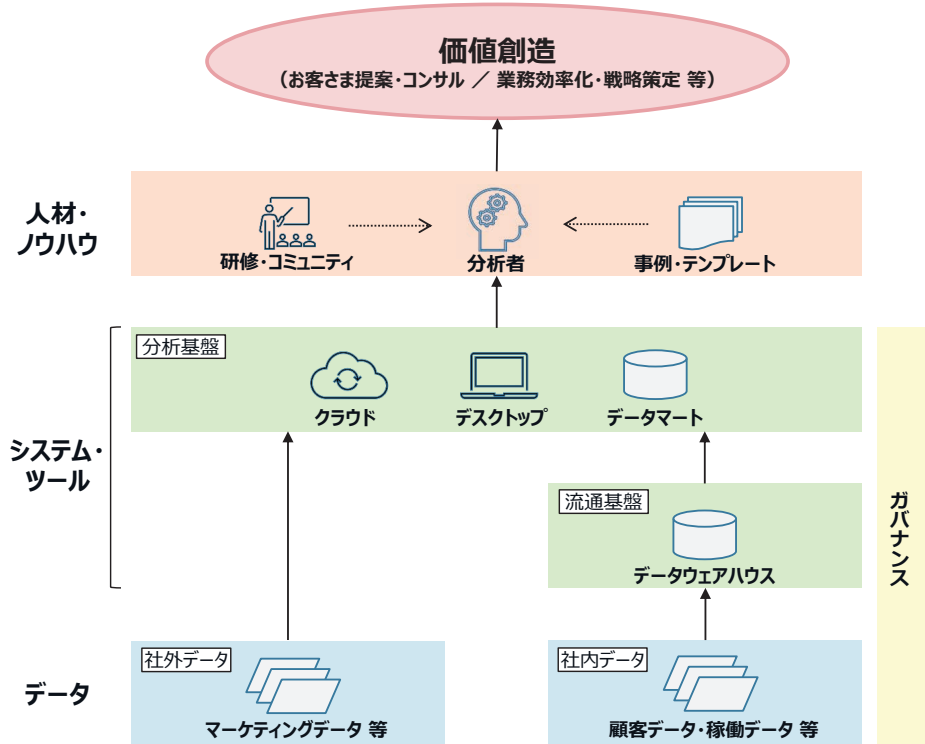 価値創造
（お客さま提案・コンサル ／ 業務効率化・戦略策定 等）
人材・
ノウハウ
研修・コミュニティ
分析者
事例・テンプレート
分析基盤
クラウド
デスクトップ
データマート
システム・
ツール
流通基盤
データウェアハウス
ガバナンス
データ
社外データ
マーケティングデータ 等
社内データ
顧客データ・稼働データ 等